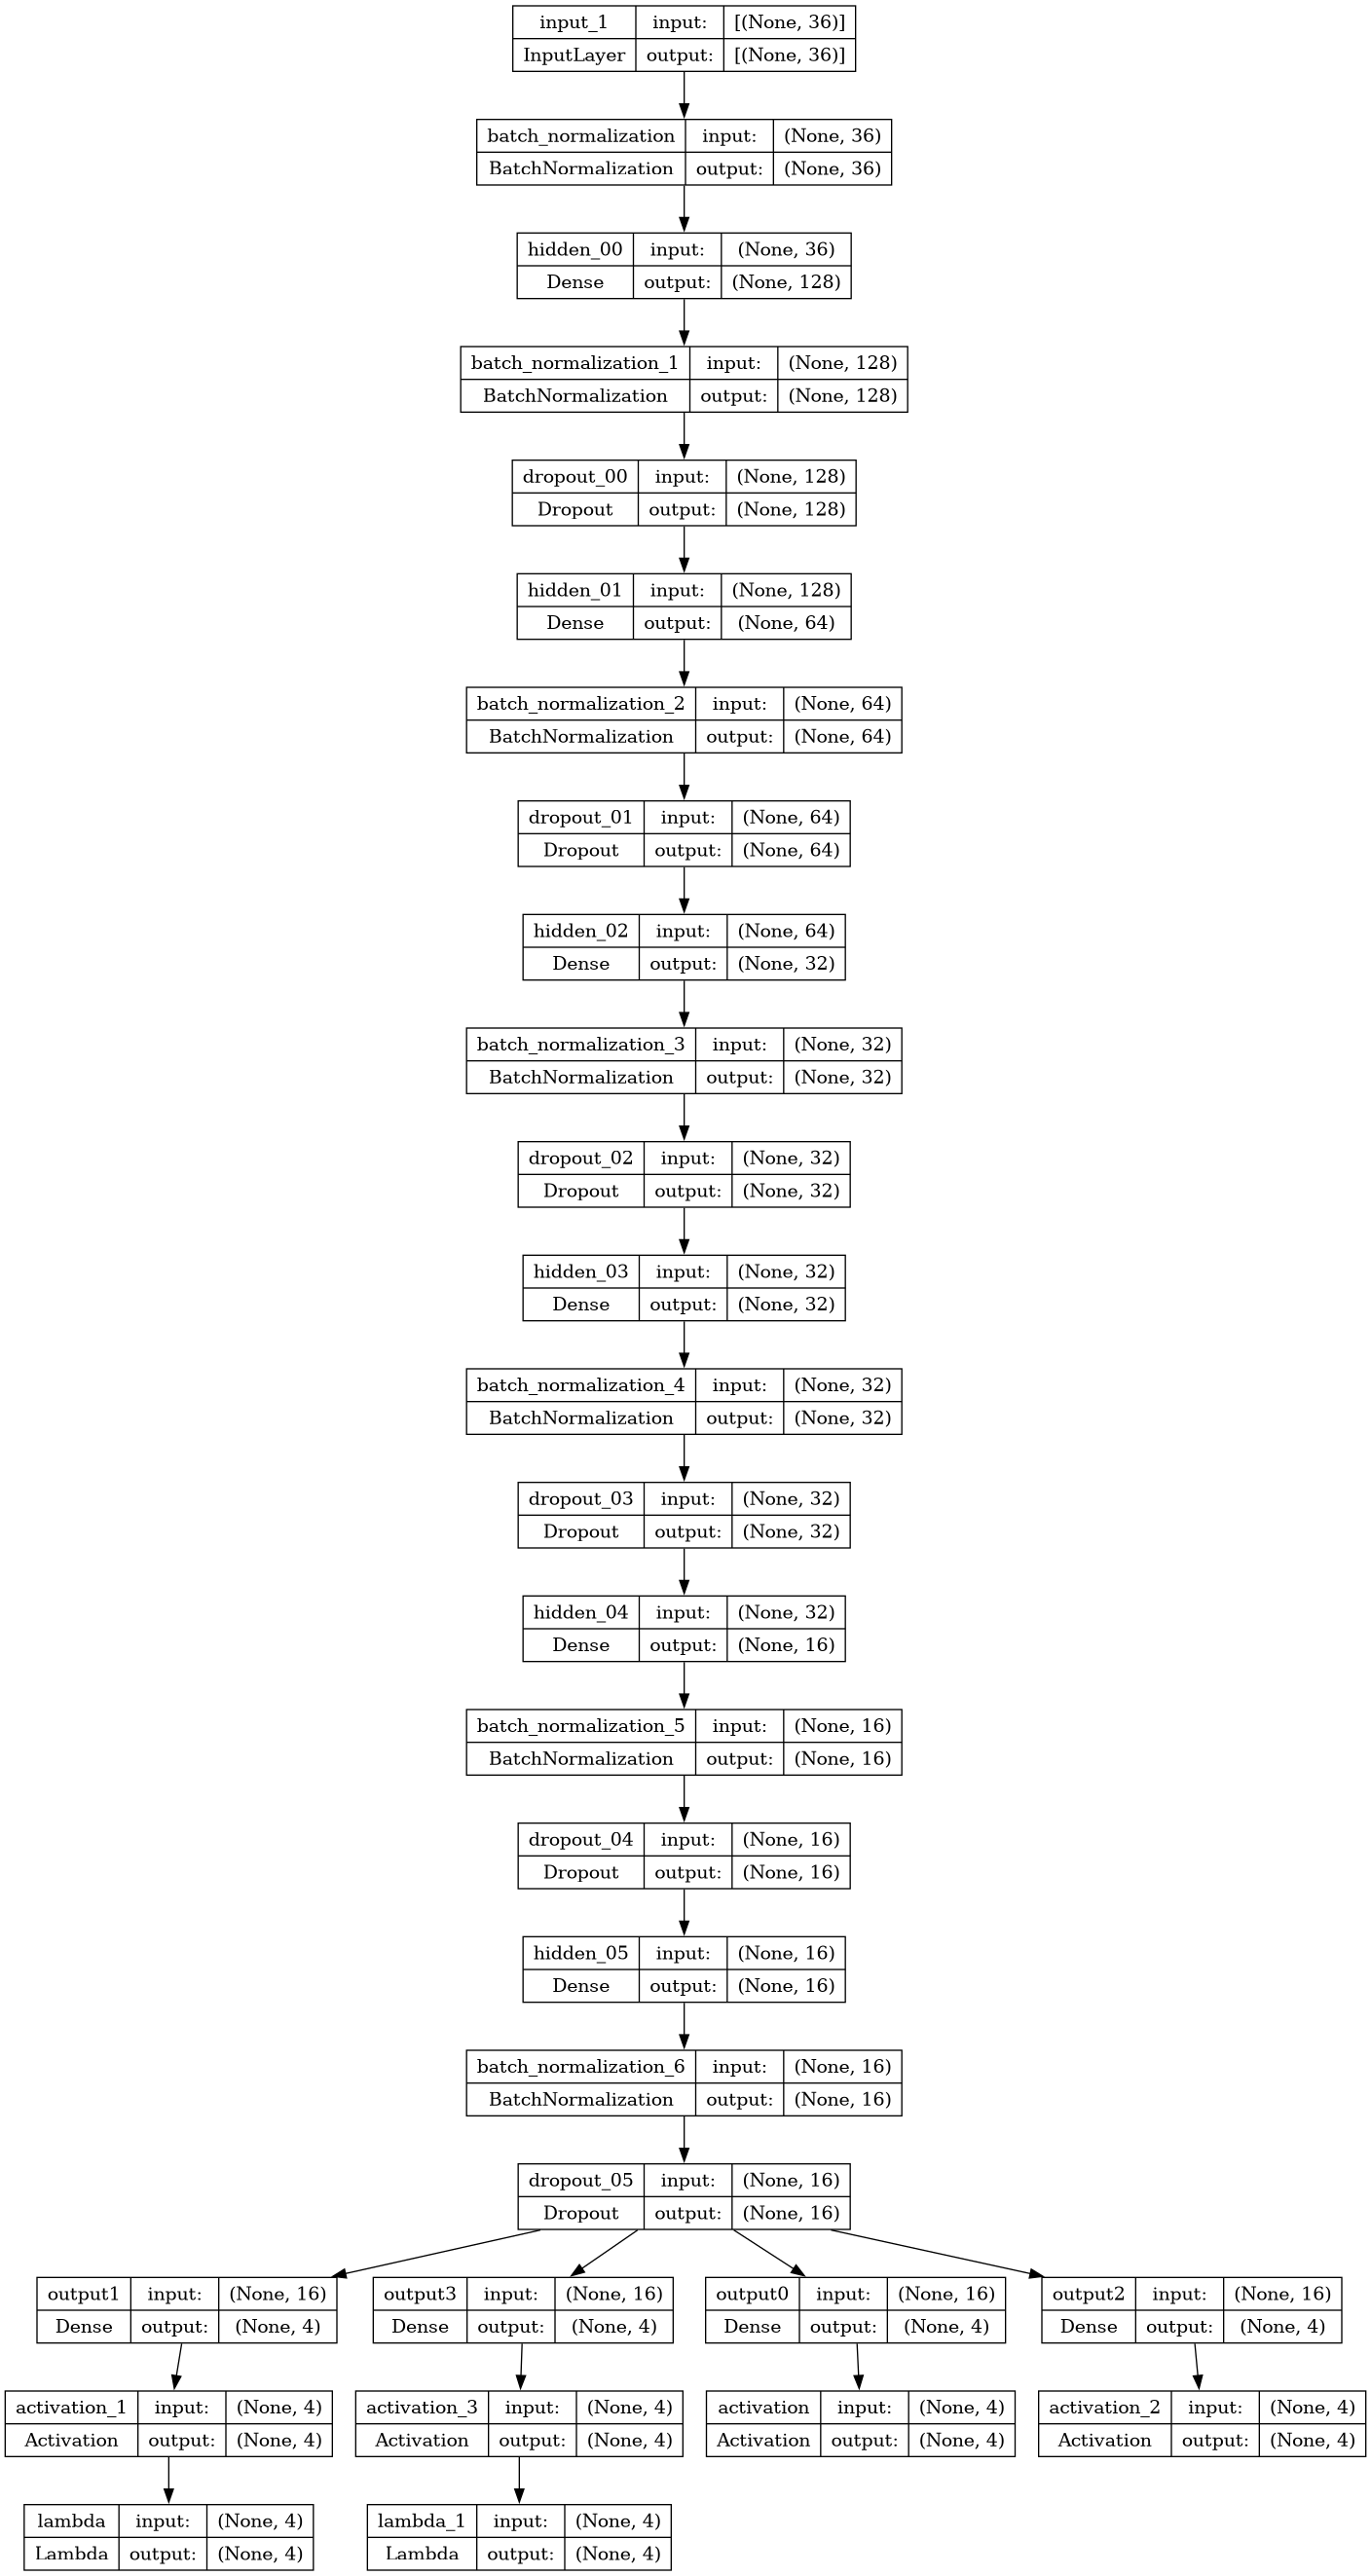 input_1 input: [(None, 36)]
InputLayer output: [(None, 36)]
batch_normalization input: (None, 36)
BatchNormalization output: (None, 36)
hidden_00 input: (None, 36)
Dense output: (None, 128)
batch_normalization_1 input: (None, 128)
BatchNormalization output: (None, 128)
dropout_00 input: (None, 128)
Dropout output: (None, 128)
hidden_01 input: (None, 128)
Dense output: (None, 64)
batch_normalization_2 input: (None, 64)
BatchNormalization output: (None, 64)
dropout_01 input: (None, 64)
Dropout output: (None, 64)
hidden_02 input: (None, 64)
Dense output: (None, 32)
batch_normalization_3 input: (None, 32)
BatchNormalization output: (None, 32)
dropout_02 input: (None, 32)
Dropout output: (None, 32)
hidden_03 input: (None, 32)
Dense output: (None, 32)
batch_normalization_4 input: (None, 32)
BatchNormalization output: (None, 32)
dropout_03 input: (None, 32)
Dropout output: (None, 32)
hidden_04 input: (None, 32)
Dense output: (None, 16)
batch_normalization_5 input: (None, 16)
BatchNormalization output: (None, 16)
dropout_04 input: (None, 16)
Dropout output: (None, 16)
hidden_05 input: (None, 16)
Dense output: (None, 16)
batch_normalization_6 input: (None, 16)
BatchNormalization output: (None, 16)
dropout_05 input: (None, 16)
Dropout output: (None, 16)
output1 input: (None, 16) output3 input: (None, 16) output0 input: (None, 16) output2 input: (None, 16)
Dense output: (None, 4) Dense output: (None, 4) Dense output: (None, 4) Dense output: (None, 4)
activation_1 input: (None, 4) activation_3 input: (None, 4) activation input: (None, 4) activation_2 input: (None, 4)
Activation output: (None, 4) Activation output: (None, 4) Activation output: (None, 4) Activation output: (None, 4)
lambda input: (None, 4) lambda_1 input: (None, 4)
Lambda output: (None, 4) Lambda output: (None, 4)